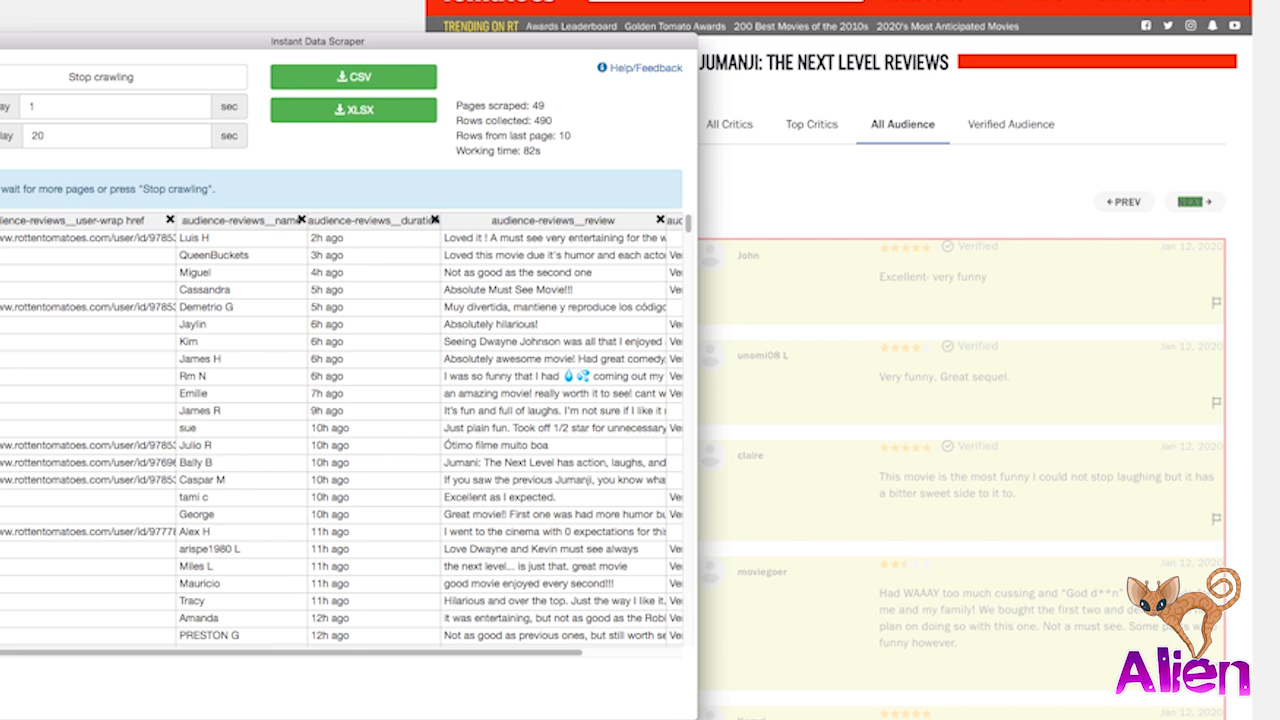 TRENDING ON RT Awards Leaderboard Golden Tomato Awards 200 Best Movies of the 2010s 2020's Most Anticipated Movies
Instant Data Scraper
Stop crawling
CSV
Help/Feedback
XLSX
1 sec
20 sec
Pages scraped: 49
Rows collected: 490
Rows from last page: 10
Working time: 82s
wait for more pages or press "Stop crawling".
audience-reviews__review
Luis H 2h ago Loved it ! A must see very entertaining for the
QueenBuckets 3h ago Loved this movie due it's humor and each
Miguel 4h ago Not as good as the second one
Cassandra 5h ago Absolute Must See Movie!!!
Demetrio G 5h ago Muy divertida, mantiene y reproduce los
Jaylin 6h ago Absolutely hilarious!
Kim 6h ago Seeing Dwayne Johnson was all that I enjoyed
James H 6h ago Absolutely awesome movie! Had great comedy
Rm N 6h ago I was so funny that I had 💧💦 coming out my
Emilie 7h ago an amazing movie! really worth it to see! cant
James R 9h ago It's fun and full of laughs. I'm not sure if I like it
sue 10h ago Just plain fun. Took off 1/2 star for unnecessary
Julio R 10h ago Ótimo filme muito boa
Baily B 10h ago Jumani: The Next Level has action, laughs, and
Caspar M 10h ago If you saw the previous Jumanji, you know
tami c 10h ago Excellent as I expected.
George 10h ago Great movie!! First one was had more humor
Alex H 11h ago I went to the cinema with 0 expectations for
arispe1980 L 11h ago Love Dwayne and Kevin must see always
Miles L 11h ago the next level... is just that. great movie
Mauricio 11h ago good movie enjoyed every second!!!
Tracy 11h ago Hilarious and over the top. Just the way I like it.
Amanda 12h ago it was entertaining, but not as good as the
PRESTON G 12h ago Not as good as previous ones, but still worth
JUMANJI: THE NEXT LEVEL REVIEWS
All Critics Top Critics All Audience Verified Audience
PREV
John Verified Jan 12, 2020
Excellent- very funny
unomi08 L Verified Jan 12, 2020
Very funny. Great sequel.
claire Verified Jan 12, 2020
This movie is the most funny I could not stop laughing but it has
a bitter sweet side to it to.
moviegoer Jan 12, 2020
Had WAAAY too much cussing and "God d**n"
me and my family! We bought the first two and
plan on doing so with this one. Not a must see. Some
funny however.
Jan 12, 2020
Alien